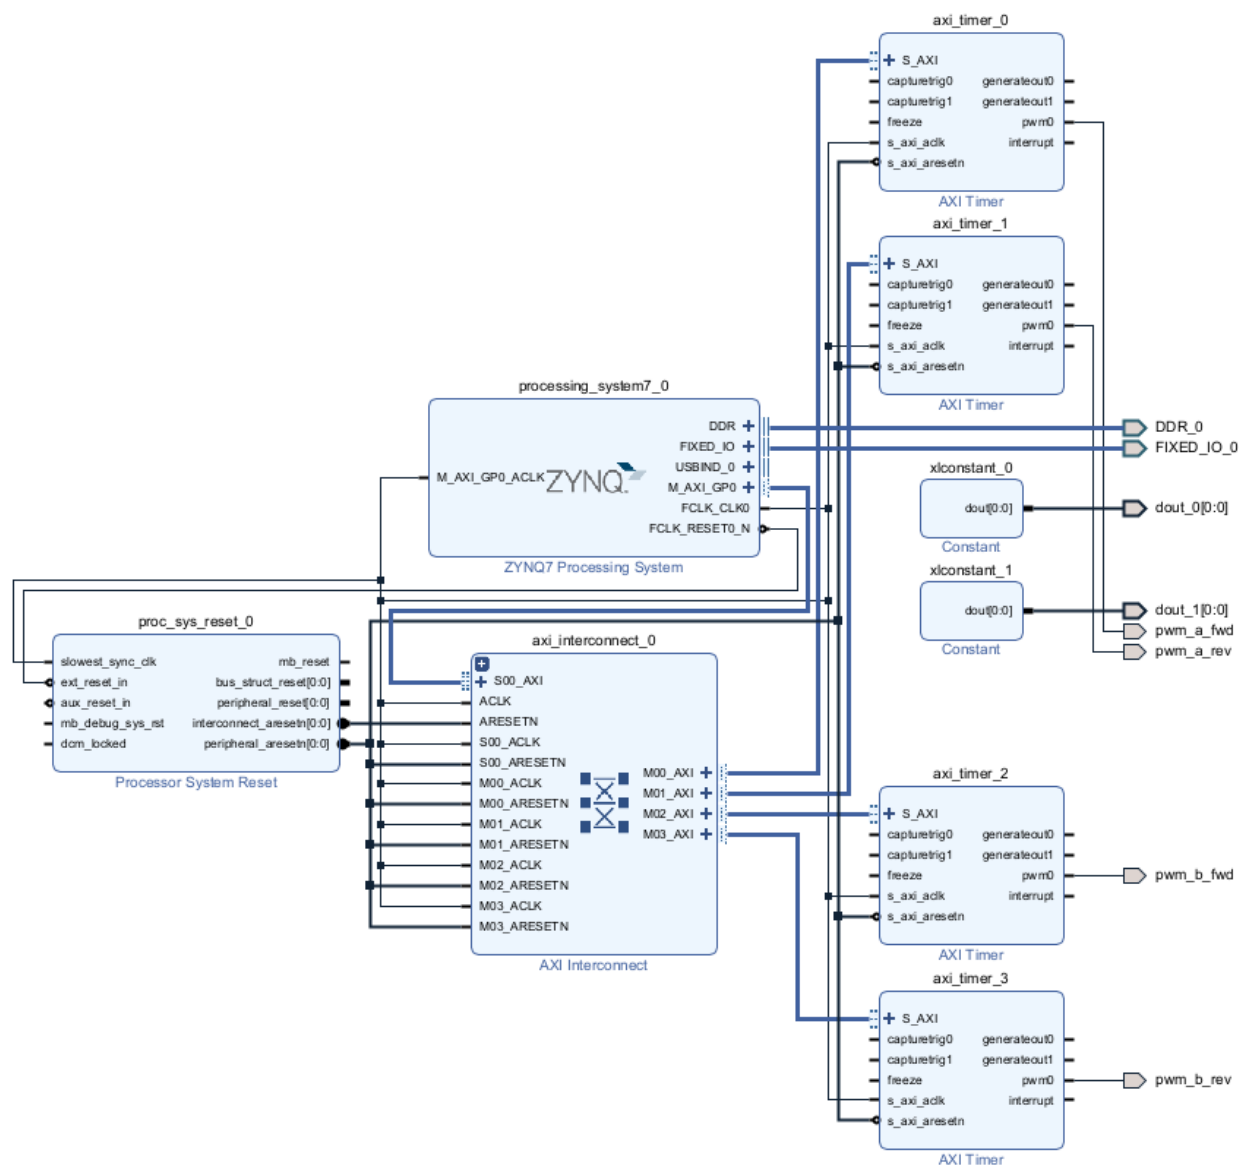 axi_timer_0
S_AXI
capturetrig0 generateout0
capturetrig1 generateout1
freeze pwm0
s_axi_aclk interrupt
s_axi_aresetn
AXI Timer
axi_timer_1
S_AXI
capturetrig0 generateout0
capturetrig1 generateout1
freeze pwm0
s_axi_aclk interrupt
s_axi_aresetn
AXI Timer
processing_system7_0
DDR
FIXED_IO
USBIND_0
M_AXI_GP0
FCLK_CLK0
FCLK_RESET0_N
M_AXI_GP0_ACLK
ZYNQ
ZYNQ7 Processing System
DDR_0
FIXED_IO_0
xlconstant_0
dout[0:0]
Constant
dout_0[0:0]
xlconstant_1
dout[0:0]
Constant
dout_1[0:0]
pwm_a_fwd
pwm_a_rev
proc_sys_reset_0
slowest_sync_clk mb_reset
ext_reset_in bus_struct_reset[0:0]
aux_reset_in peripheral_reset[0:0]
mb_debug_sys_rst interconnect_aresetn[0:0]
dcm_locked peripheral_aresetn[0:0]
Processor System Reset
axi_interconnect_0
S00_AXI
ACLK
ARESETN
S00_ACLK
S00_ARESETN
M00_ACLK
M00_ARESETN
M01_ACLK
M01_ARESETN
M02_ACLK
M02_ARESETN
M03_ACLK
M03_ARESETN
M00_AXI
M01_AXI
M02_AXI
M03_AXI
AXI Interconnect
axi_timer_2
S_AXI
capturetrig0 generateout0
capturetrig1 generateout1
freeze pwm0
s_axi_aclk interrupt
s_axi_aresetn
AXI Timer
pwm_b_fwd
axi_timer_3
S_AXI
capturetrig0 generateout0
capturetrig1 generateout1
freeze pwm0
s_axi_aclk interrupt
s_axi_aresetn
AXI Timer
pwm_b_rev